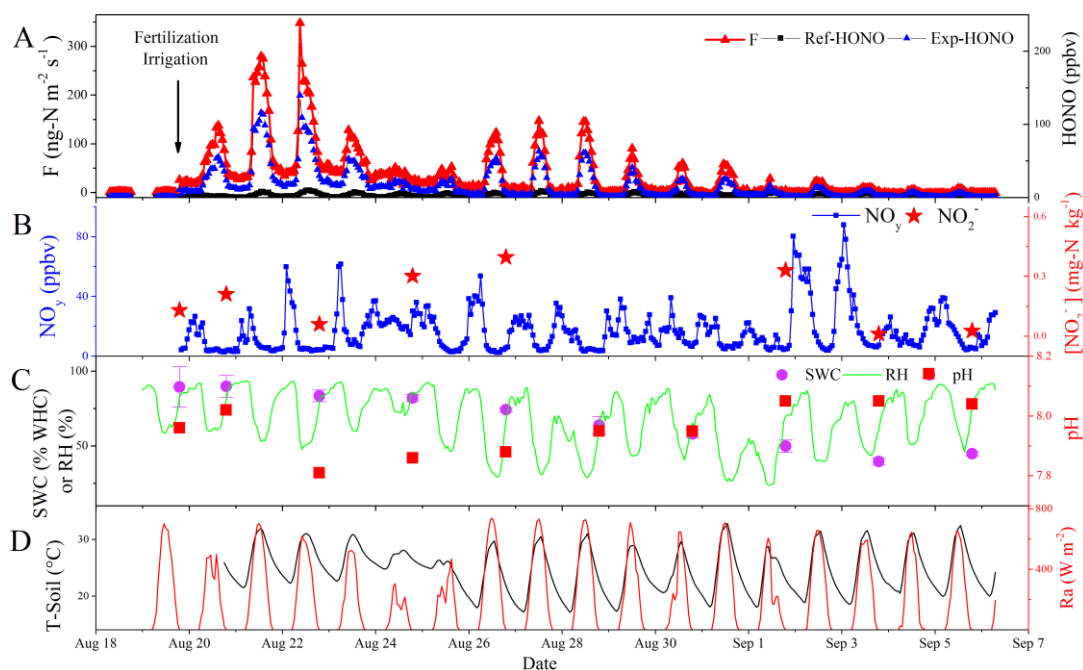 A
F (ng-N m⁻² s⁻¹)
350
300
250
200
150
100
50
0
Fertilization
Irrigation
F Ref-HONO Exp-HONO
HONO (ppbv)
200
100
0
B
NOy (ppbv)
80
40
0
NOy NO₂⁻
[NO₂⁻] (mg-N kg⁻¹)
0.6
0.3
0.0
C
SWC (% WHC)
or RH (%)
100
50
SWC RH pH
pH
8.2
8.0
7.8
D
T-Soil (°C)
30
20
Ra (W m⁻²)
800
400
Aug 18 Aug 20 Aug 22 Aug 24 Aug 26 Aug 28 Aug 30 Sep 1 Sep 3 Sep 5 Sep 7
Date